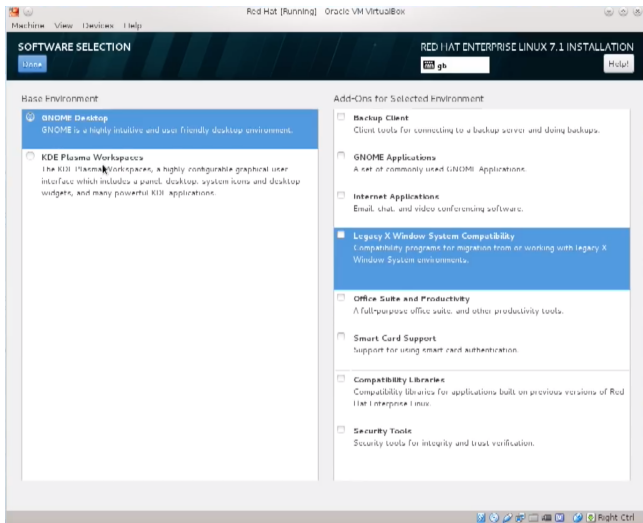 Red Hat [Running] - Oracle VM VirtualBox
Machine View Devices Help
SOFTWARE SELECTION
RED HAT ENTERPRISE LINUX 7.1 INSTALLATION
Done
gb
Help!
Base Environment
Add-Ons for Selected Environment
GNOME Desktop
GNOME is a highly intuitive and user friendly desktop environment.
KDE Plasma Workspaces
The KDE Plasma Workspaces, a highly configurable graphical user
interface which includes a panel, desktop, system icons and desktop
widgets, and many powerful KDE applications.
Backup Client
Client tools for connecting to a backup server and doing backups.
GNOME Applications
A set of commonly used GNOME Applications.
Internet Applications
Email, chat, and video conferencing software.
Legacy X Window System Compatibility
Compatibility programs for migration from or working with legacy X
Window System environments.
Office Suite and Productivity
A full-purpose office suite, and other productivity tools.
Smart Card Support
Support for using smart card authentication.
Compatibility Libraries
Compatibility libraries for applications built on previous versions of Red
Hat Enterprise Linux.
Security Tools
Security tools for integrity and trust verification.
Right Ctrl